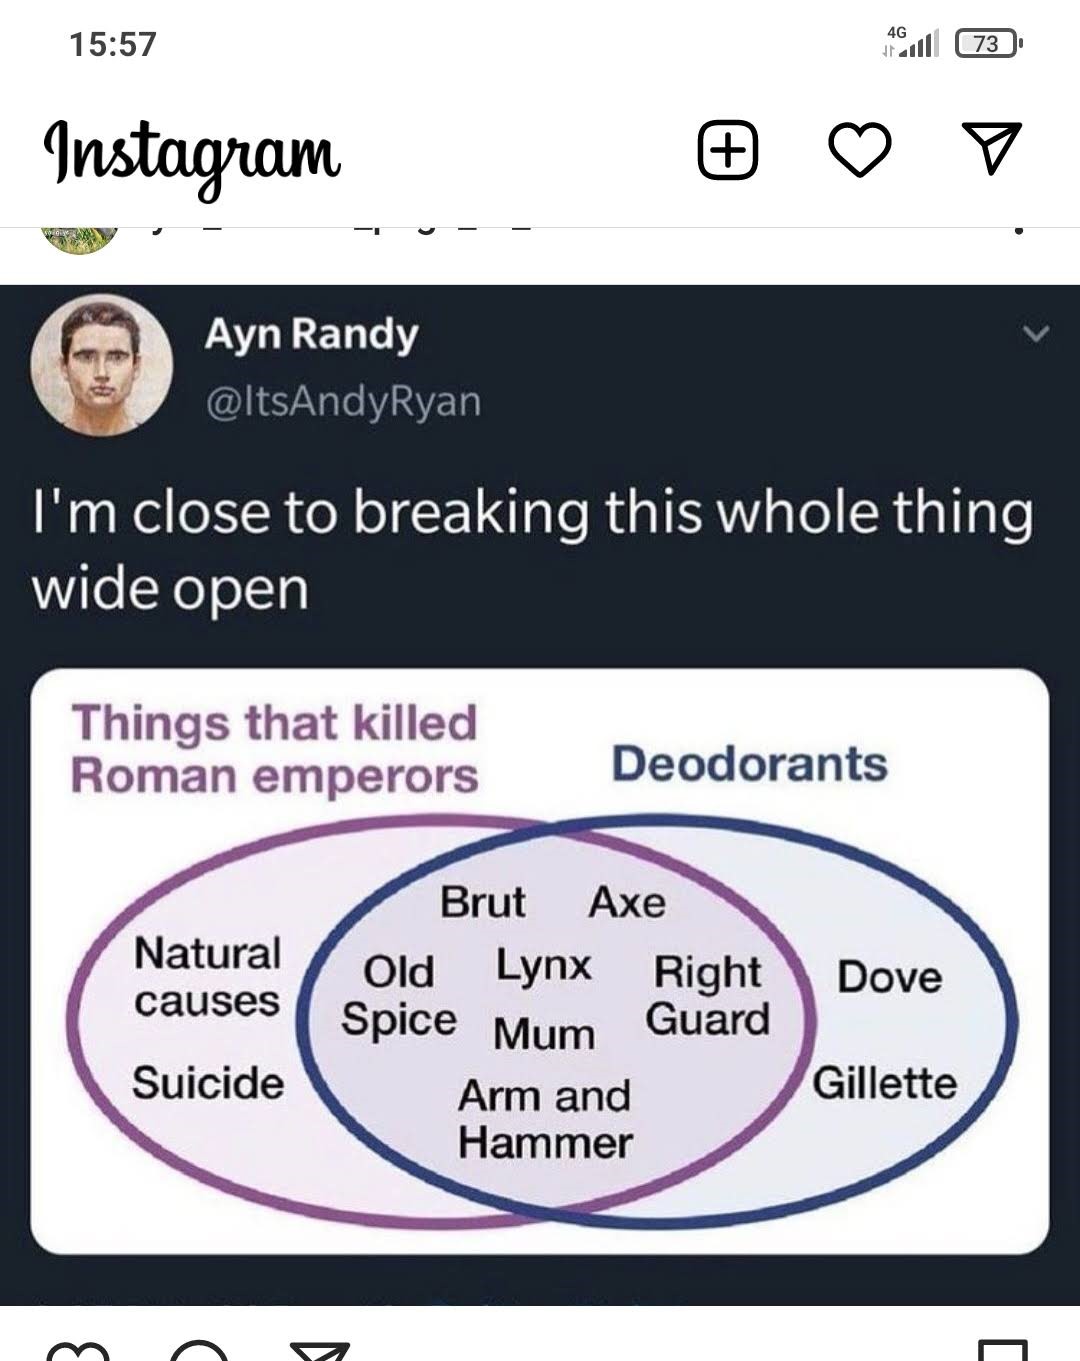 15:57
4G
73
Instagram
Ayn Randy
@ItsAndyRyan
I'm close to breaking this whole thing
wide open
Things that killed
Roman emperors
Deodorants
Brut Axe
Natural
causes
Old
Spice
Lynx
Mum
Right
Guard
Dove
Suicide
Arm and
Hammer
Gillette